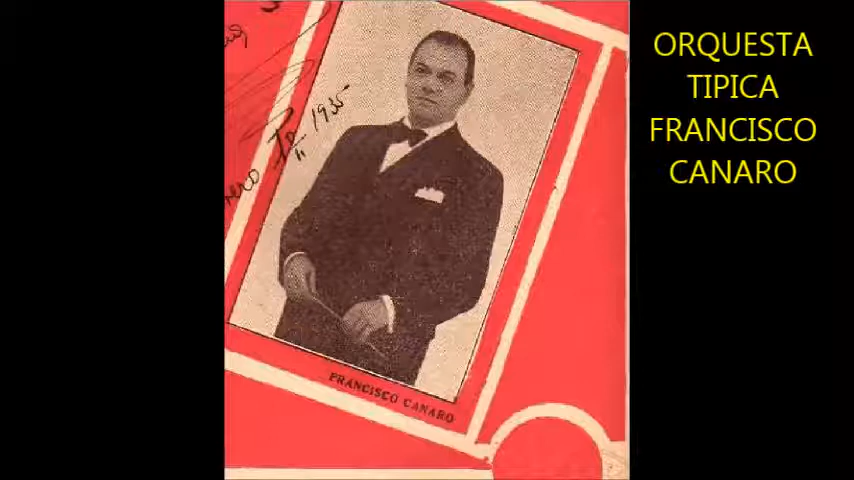 ORQUESTA
TIPICA
FRANCISCO
CANARO
1935
FRANCISCO CANARO